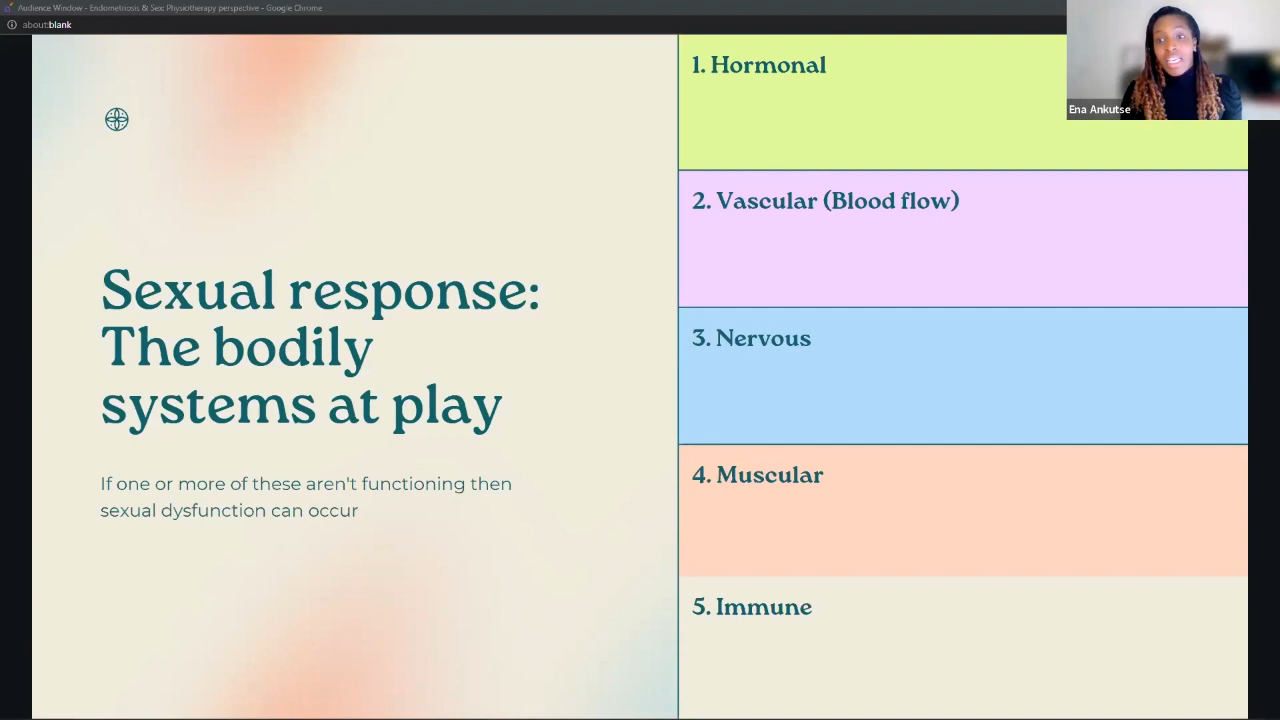 Audience Window - Endometriosis & Sex: Physiotherapy perspective - Google Chrome
about:blank
Ena Ankutse
Sexual response:
The bodily
systems at play
If one or more of these aren't functioning then
sexual dysfunction can occur
1. Hormonal
2. Vascular (Blood flow)
3. Nervous
4. Muscular
5. Immune